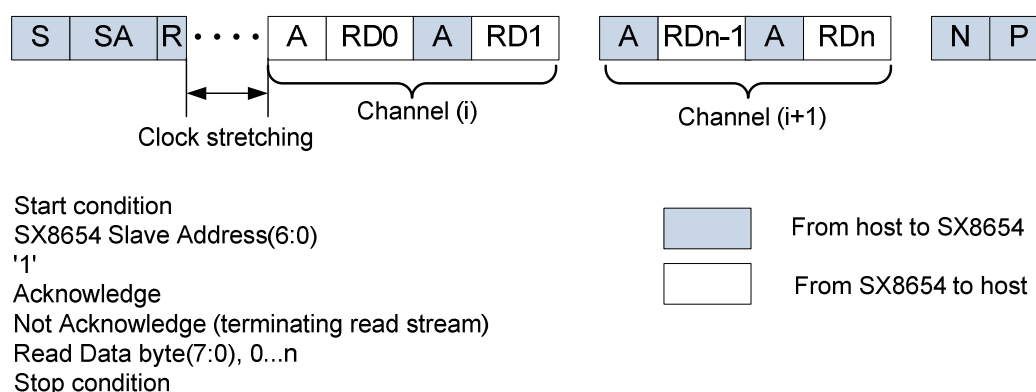 S SA R • • • • A RD0 A RD1 A RDn-1 A RDn N P
Channel (i)
Channel (i+1)
Clock stretching
Start condition
SX8654 Slave Address(6:0)
'1'
Acknowledge
Not Acknowledge (terminating read stream)
Read Data byte(7:0), 0...n
Stop condition
From host to SX8654
From SX8654 to host